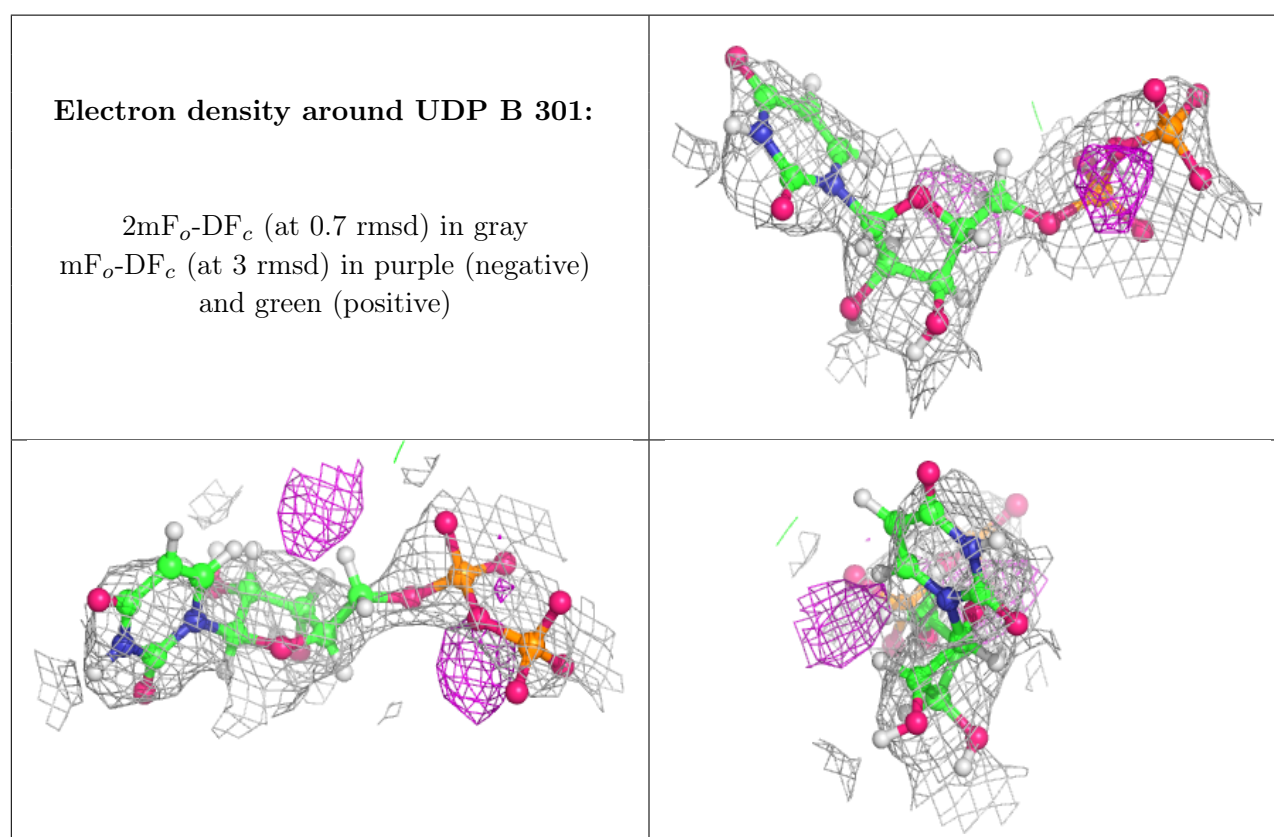 Electron density around UDP B 301:
2mFo-DFc (at 0.7 rmsd) in gray
mFo-DFc (at 3 rmsd) in purple (negative)
and green (positive)